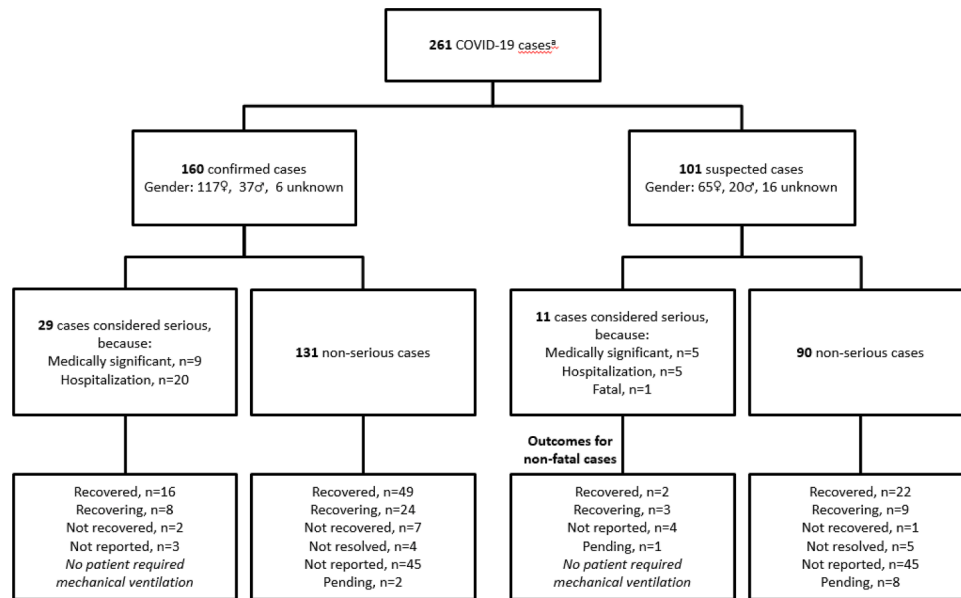 261 COVID-19 casesª
160 confirmed cases
Gender: 117♀, 37♂, 6 unknown
101 suspected cases
Gender: 65♀, 20♂, 16 unknown
29 cases considered serious,
because:
Medically significant, n=9
Hospitalization, n=20
131 non-serious cases
11 cases considered serious,
because:
Medically significant, n=5
Hospitalization, n=5
Fatal, n=1
90 non-serious cases
Outcomes for
non-fatal cases
Recovered, n=16
Recovering, n=8
Not recovered, n=2
Not reported, n=3
No patient required
mechanical ventilation
Recovered, n=49
Recovering, n=24
Not recovered, n=7
Not resolved, n=4
Not reported, n=45
Pending, n=2
Recovered, n=2
Recovering, n=3
Not reported, n=4
Pending, n=1
No patient required
mechanical ventilation
Recovered, n=22
Recovering, n=9
Not recovered, n=1
Not resolved, n=5
Not reported, n=45
Pending, n=8